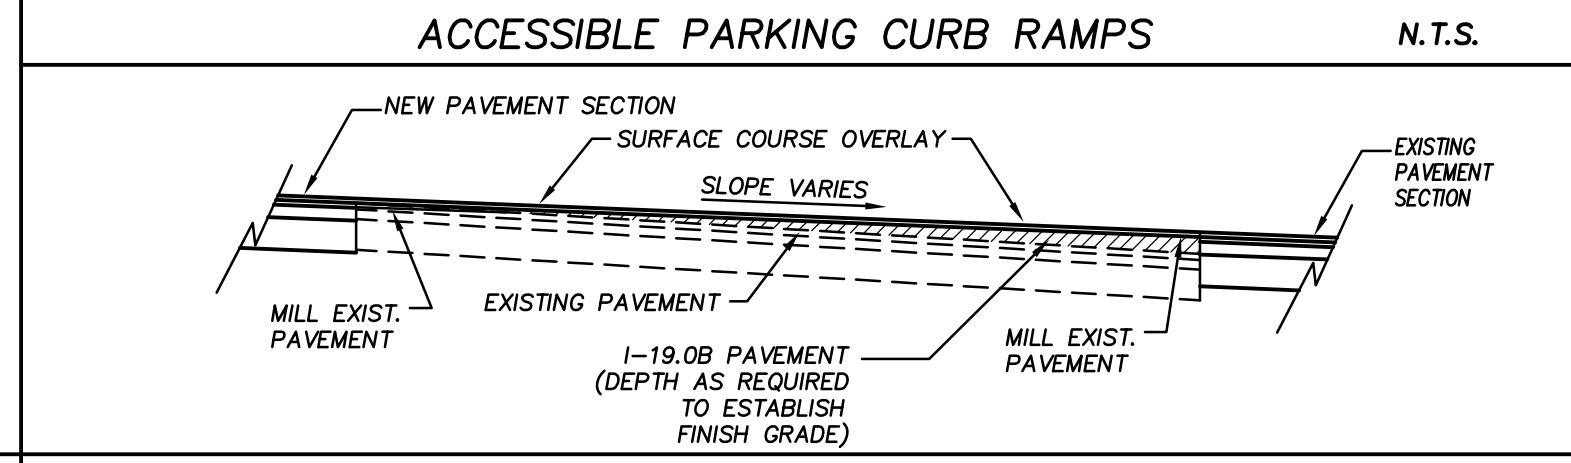 ACCESSIBLE PARKING CURB RAMPS
N.T.S.
NEW PAVEMENT SECTION
SURFACE COURSE OVERLAY
SLOPE VARIES
EXISTING
PAVEMENT
SECTION
MILL EXIST.
PAVEMENT
EXISTING PAVEMENT
I-19.0B PAVEMENT
(DEPTH AS REQUIRED
TO ESTABLISH
FINISH GRADE)
MILL EXIST.
PAVEMENT